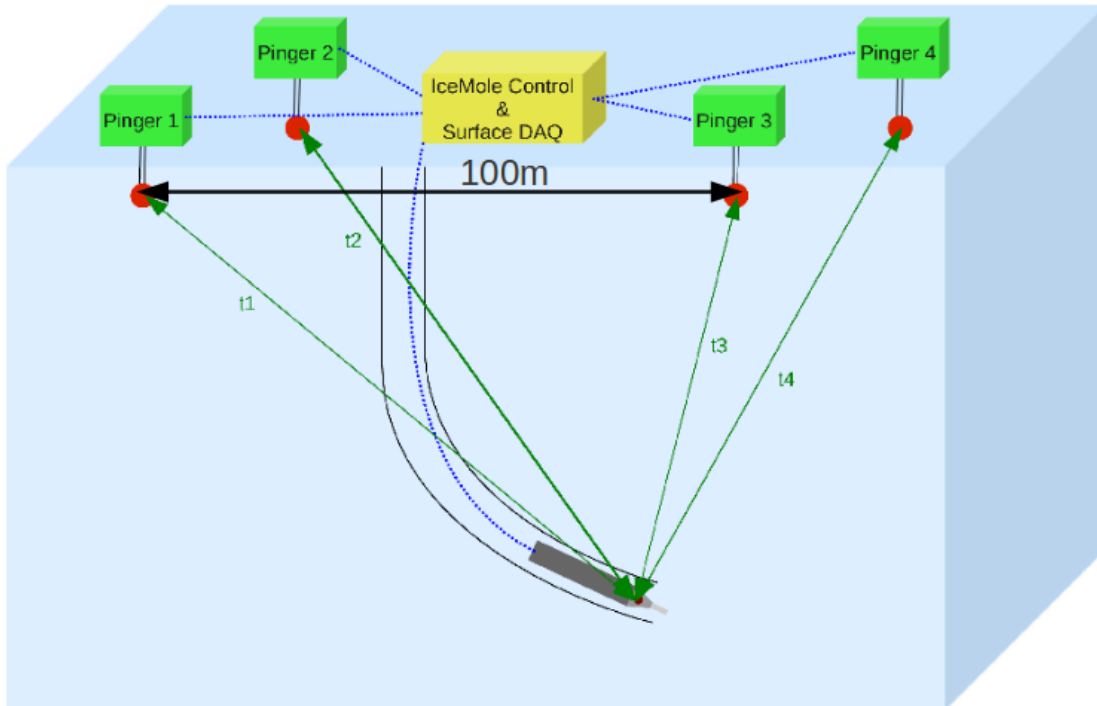 Pinger 2
Pinger 4
IceMole Control
&
Surface DAQ
Pinger 1
Pinger 3
100m
t2
t1
t3
t4